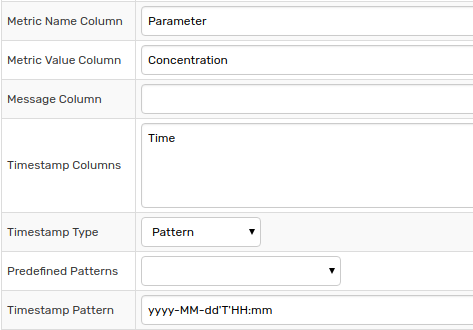 Metric Name Column Parameter
Metric Value Column Concentration
Message Column
Timestamp Columns Time
Timestamp Type Pattern
Predefined Patterns
Timestamp Pattern yyyy-MM-dd'T'HH:mm